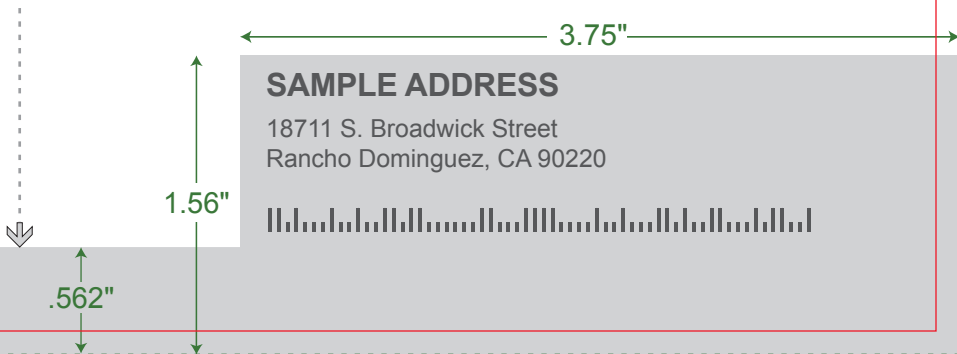 3.75"
SAMPLE ADDRESS
18711 S. Broadwick Street
Rancho Dominguez, CA 90220
1.56"
.562"